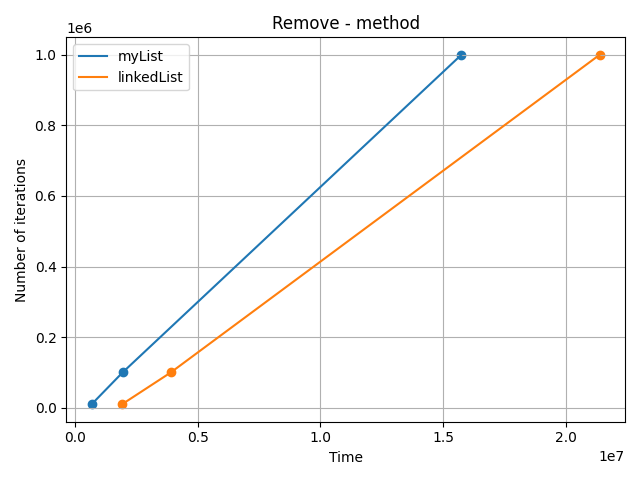 Remove - method
1e6
myList
linkedList
1.0
0.8
0.6
0.4
0.2
0.0
Number of iterations
0.0 0.5 1.0 1.5 2.0
Time
1e7